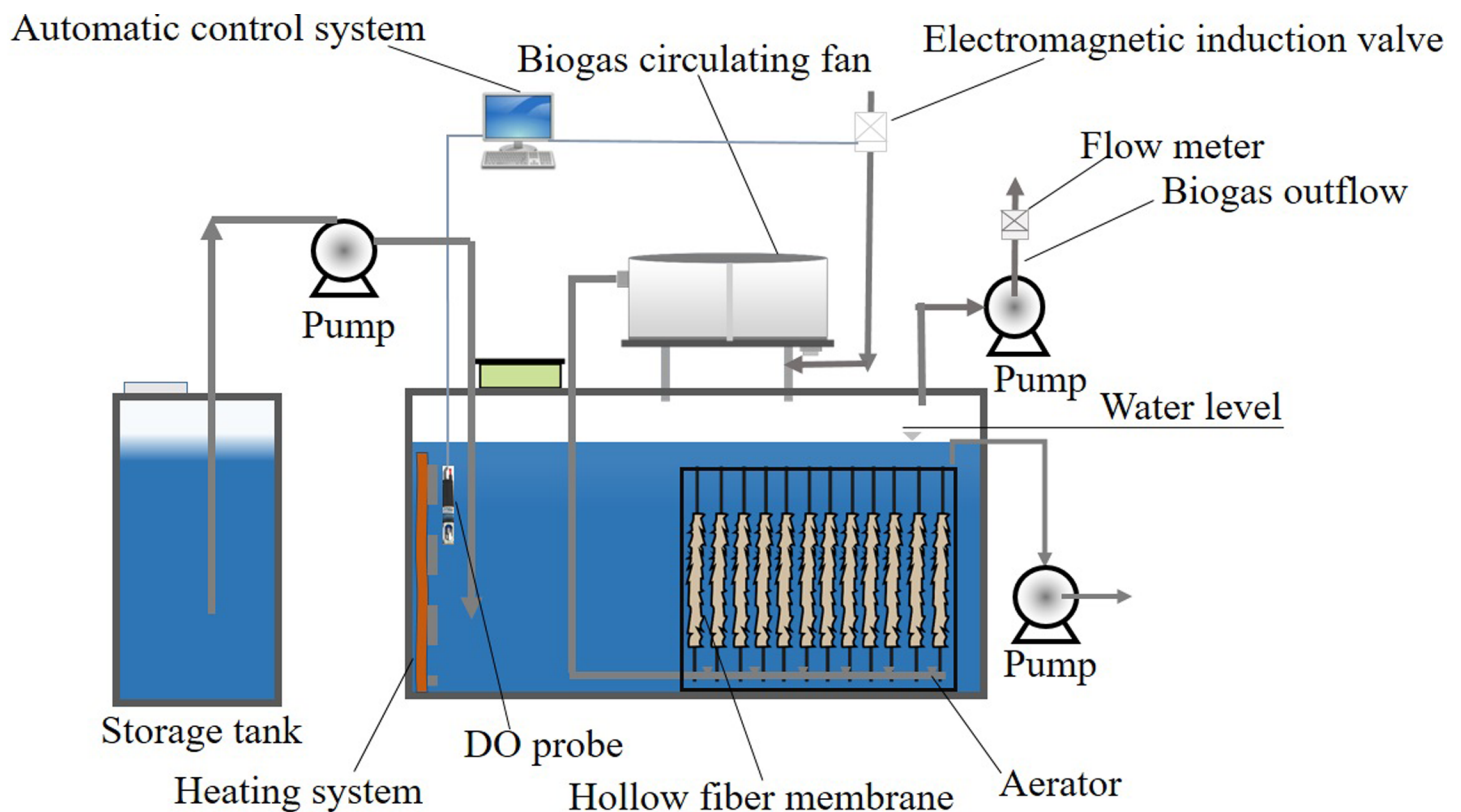 Automatic control system
Electromagnetic induction valve
Biogas circulating fan
Flow meter
Biogas outflow
Pump
Pump
Water level
Pump
Storage tank
DO probe
Heating system
Hollow fiber membrane
Aerator